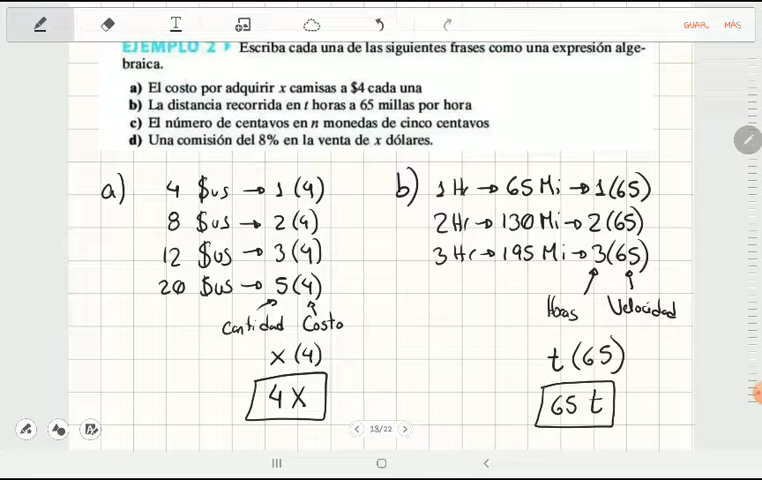 GUAR. MÁS
EJEMPLO 2 Escriba cada una de las siguientes frases como una expresión alge-
braica.
a) El costo por adquirir x camisas a $4 cada una
b) La distancia recorrida en t horas a 65 millas por hora
c) El número de centavos en n monedas de cinco centavos
d) Una comisión del 8% en la venta de x dólares.
a) 4 $us → 1 (4)
8 $us → 2 (4)
12 $us → 3 (4)
20 $us → 5 (4)
Cantidad Costo
x (4)
4 X
b) 1 Hr → 65 Mi → 1(65)
2 Hr → 130 Mi → 2 (65)
3 Hr → 195 Mi → 3(65)
Horas Velocidad
t (65)
65 t
18/22